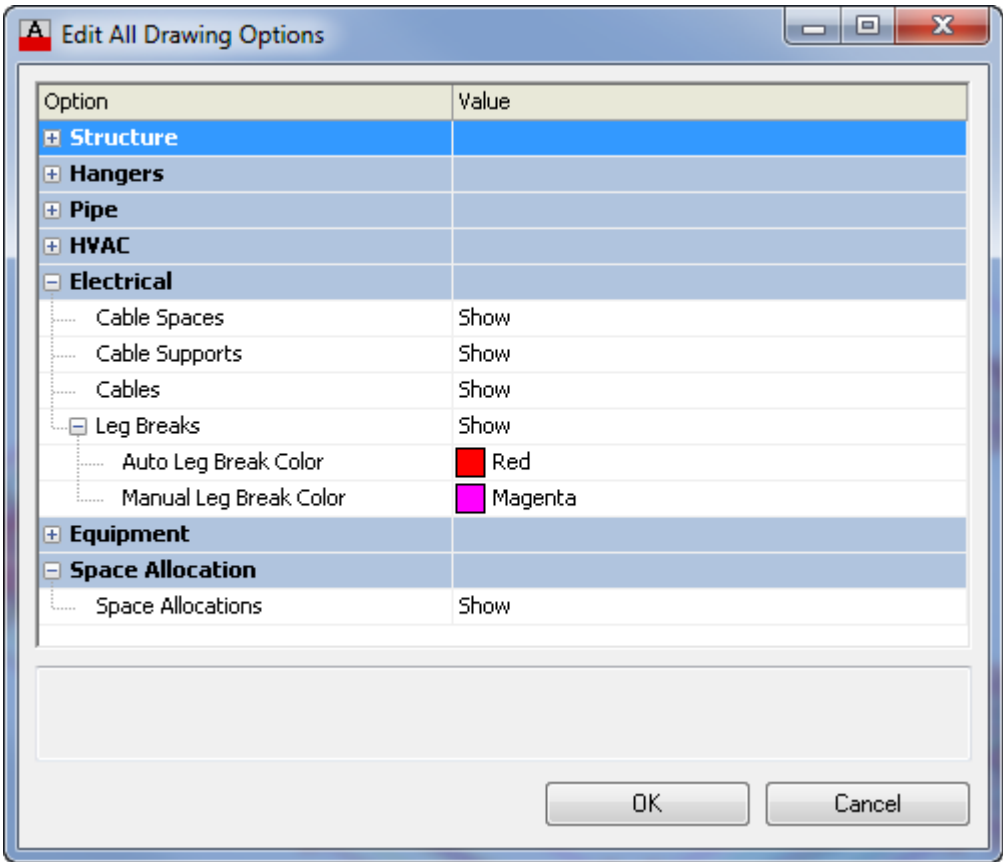 A Edit All Drawing Options
Option Value
Structure
Hangers
Pipe
HVAC
Electrical
Cable Spaces Show
Cable Supports Show
Cables Show
Leg Breaks Show
Auto Leg Break Color Red
Manual Leg Break Color Magenta
Equipment
Space Allocation
Space Allocations Show
OK Cancel